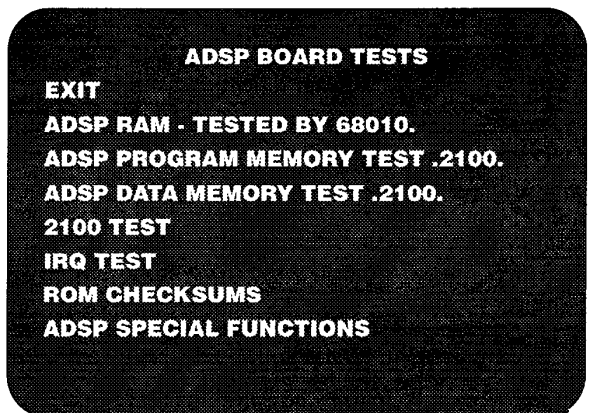 ADSP BOARD TESTS
EXIT
ADSP RAM - TESTED BY 68010.
ADSP PROGRAM MEMORY TEST .2100.
ADSP DATA MEMORY TEST .2100.
2100 TEST
IRQ TEST
ROM CHECKSUMS
ADSP SPECIAL FUNCTIONS